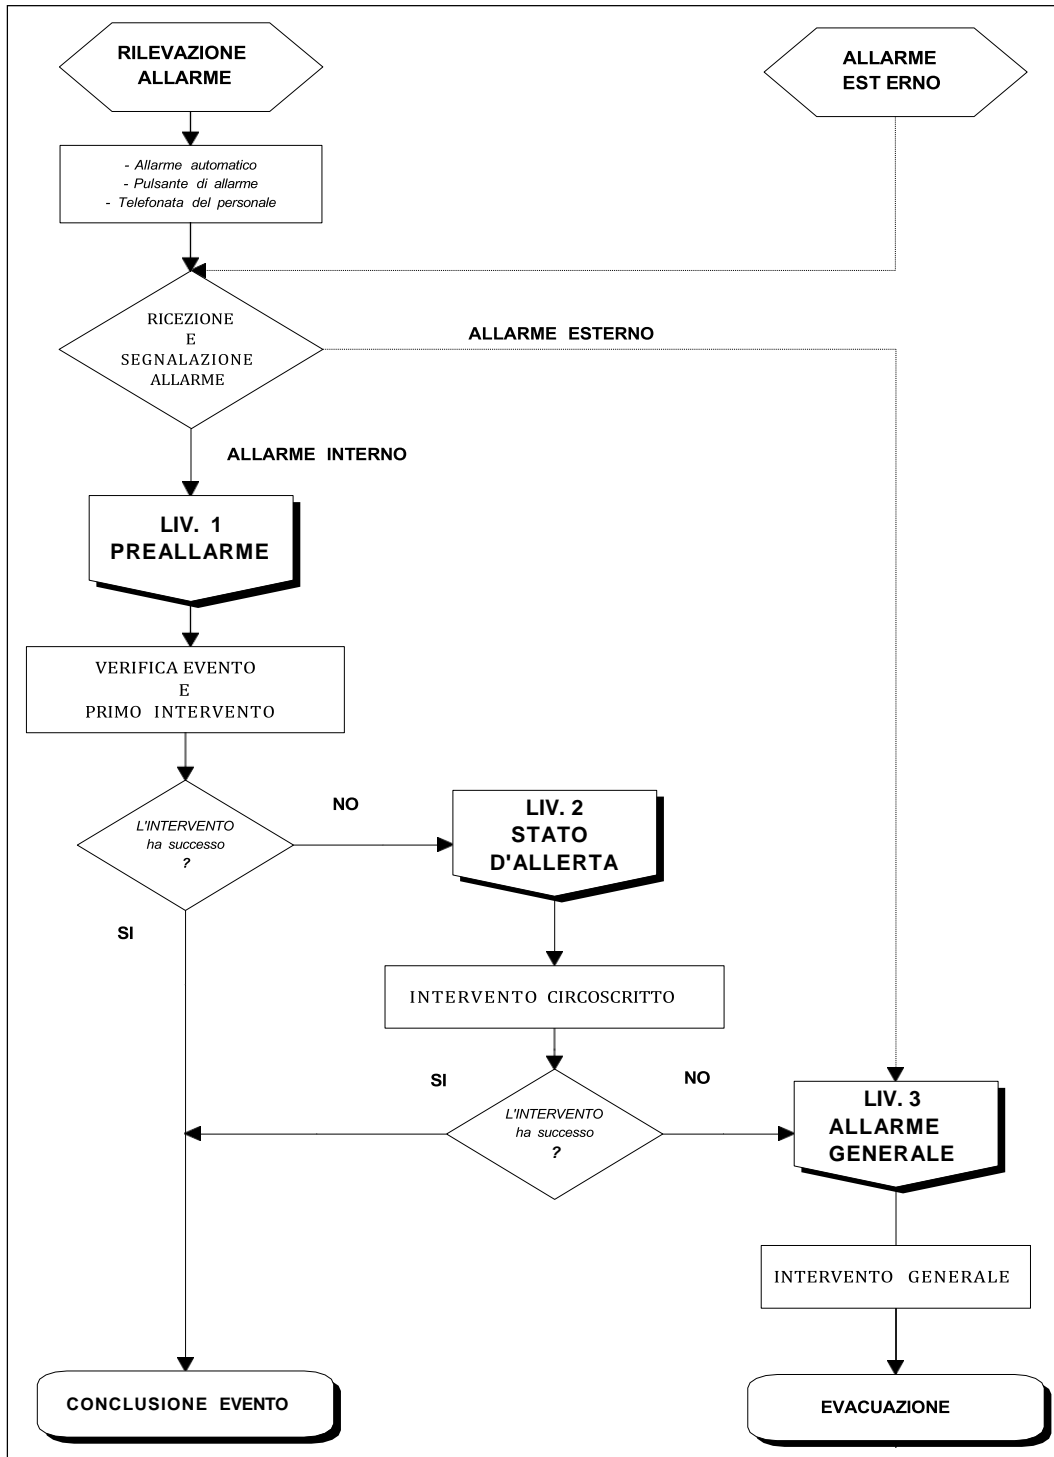 RILEVAZIONE
ALLARME
ALLARME
EST ERNO
- Allarme automatico
- Pulsante di allarme
- Telefonata del personale
RICEZIONE
E
SEGNALAZIONE
ALLARME
ALLARME ESTERNO
ALLARME INTERNO
LIV. 1
PREALLARME
VERIFICA EVENTO
E
PRIMO INTERVENTO
L'INTERVENTO
ha successo
?
NO
SI
LIV. 2
STATO
D'ALLERTA
INTERVENTO CIRCOSCRITTO
L'INTERVENTO
ha successo
?
SI
NO
LIV. 3
ALLARME
GENERALE
INTERVENTO GENERALE
CONCLUSIONE EVENTO
EVACUAZIONE